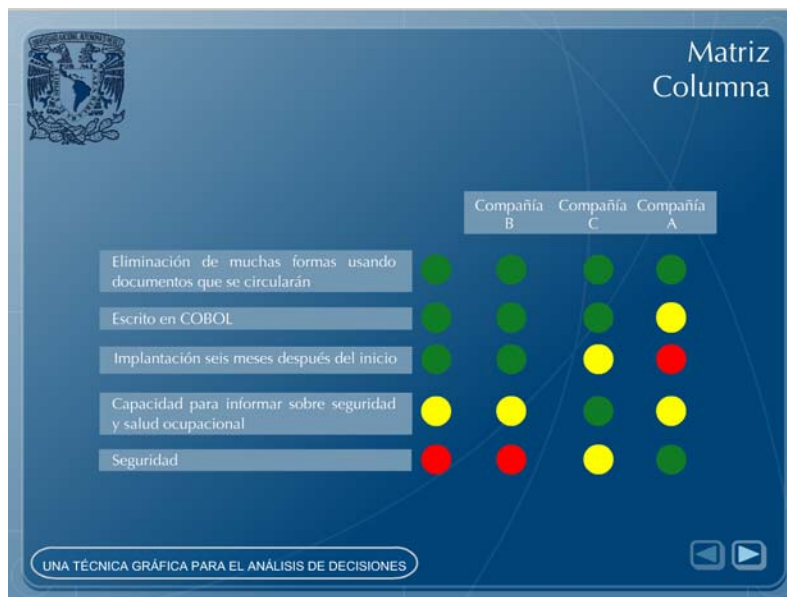 Matriz
Columna
Compañía Compañía Compañía
B C A
Eliminación de muchas formas usando
documentos que se circularán
Escrito en COBOL
Implantación seis meses después del inicio
Capacidad para informar sobre seguridad
y salud ocupacional
Seguridad
UNA TÉCNICA GRÁFICA PARA EL ANÁLISIS DE DECISIONES